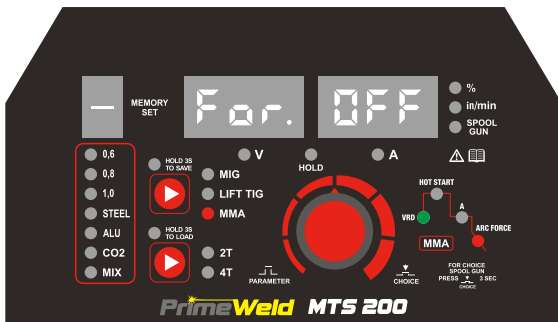 –
MEMORY
SET
For. OFF
%
in/min
SPOOL
GUN
V
HOLD
A
0,6
0,8
1,0
STEEL
ALU
CO2
MIX
HOLD 3S
TO SAVE
HOLD 3S
TO LOAD
MIG
LIFT TIG
MMA
2T
4T
PARAMETER
CHOICE
HOT START
VRD
A
ARC FORCE
MMA
FOR CHOICE
SPOOL GUN
PRESS 3 SEC
CHOICE
PrimeWeld MTS 200